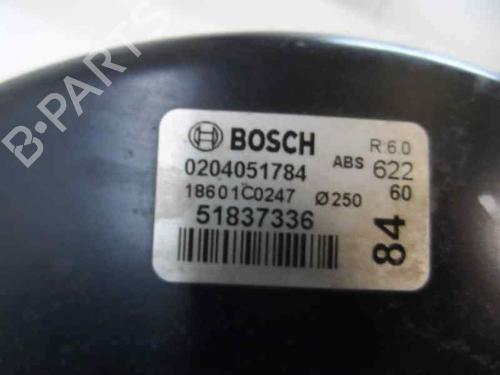 B-PARTS
BOSCH R:6.0
0204051784 ABS 622
18601C0247 Ø250 60
51837336
84